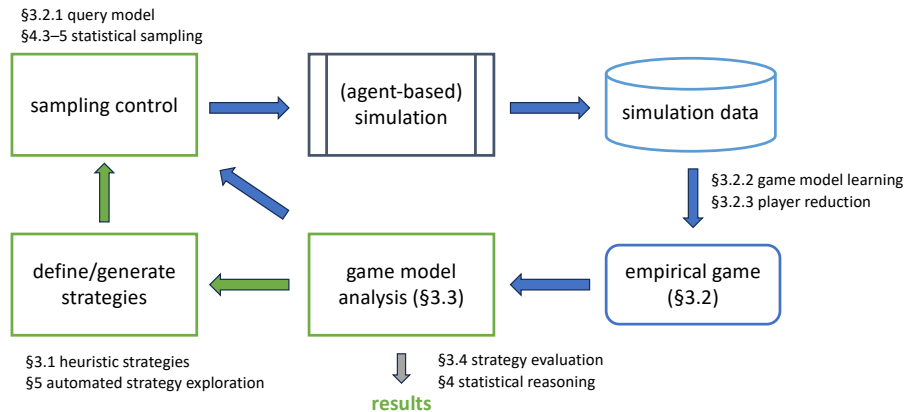 §3.2.1 query model
§4.3–5 statistical sampling
sampling control
(agent-based)
simulation
simulation data
§3.2.2 game model learning
§3.2.3 player reduction
define/generate
strategies
game model
analysis (§3.3)
empirical game
(§3.2)
§3.1 heuristic strategies
§5 automated strategy exploration
§3.4 strategy evaluation
§4 statistical reasoning
results